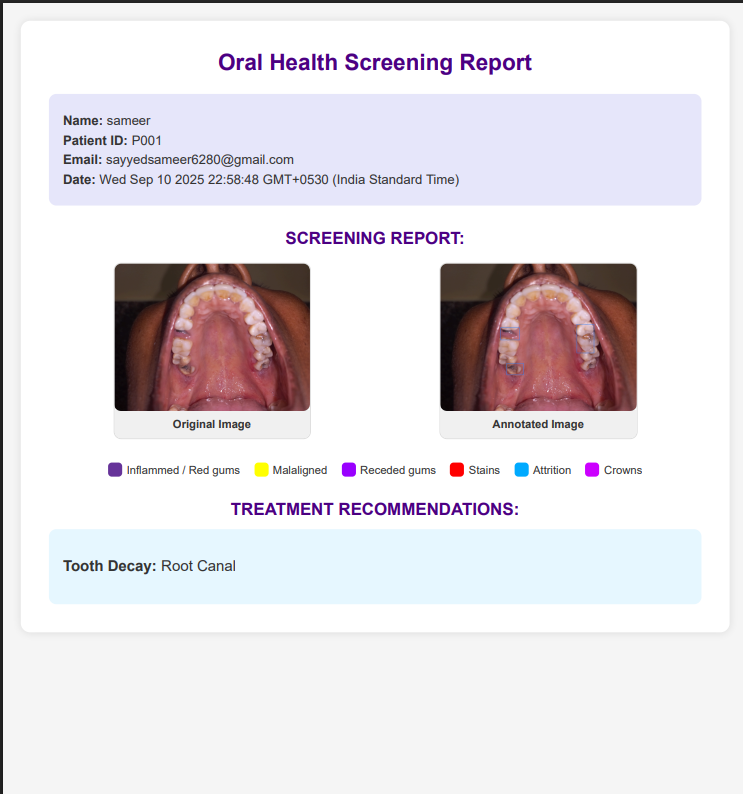 Oral Health Screening Report
Name: sameer
Patient ID: P001
Email: sayyedsameer6280@gmail.com
Date: Wed Sep 10 2025 22:58:48 GMT+0530 (India Standard Time)
SCREENING REPORT:
Original Image
Annotated Image
Inflammed / Red gums
Malaligned
Receded gums
Stains
Attrition
Crowns
TREATMENT RECOMMENDATIONS:
Tooth Decay: Root Canal